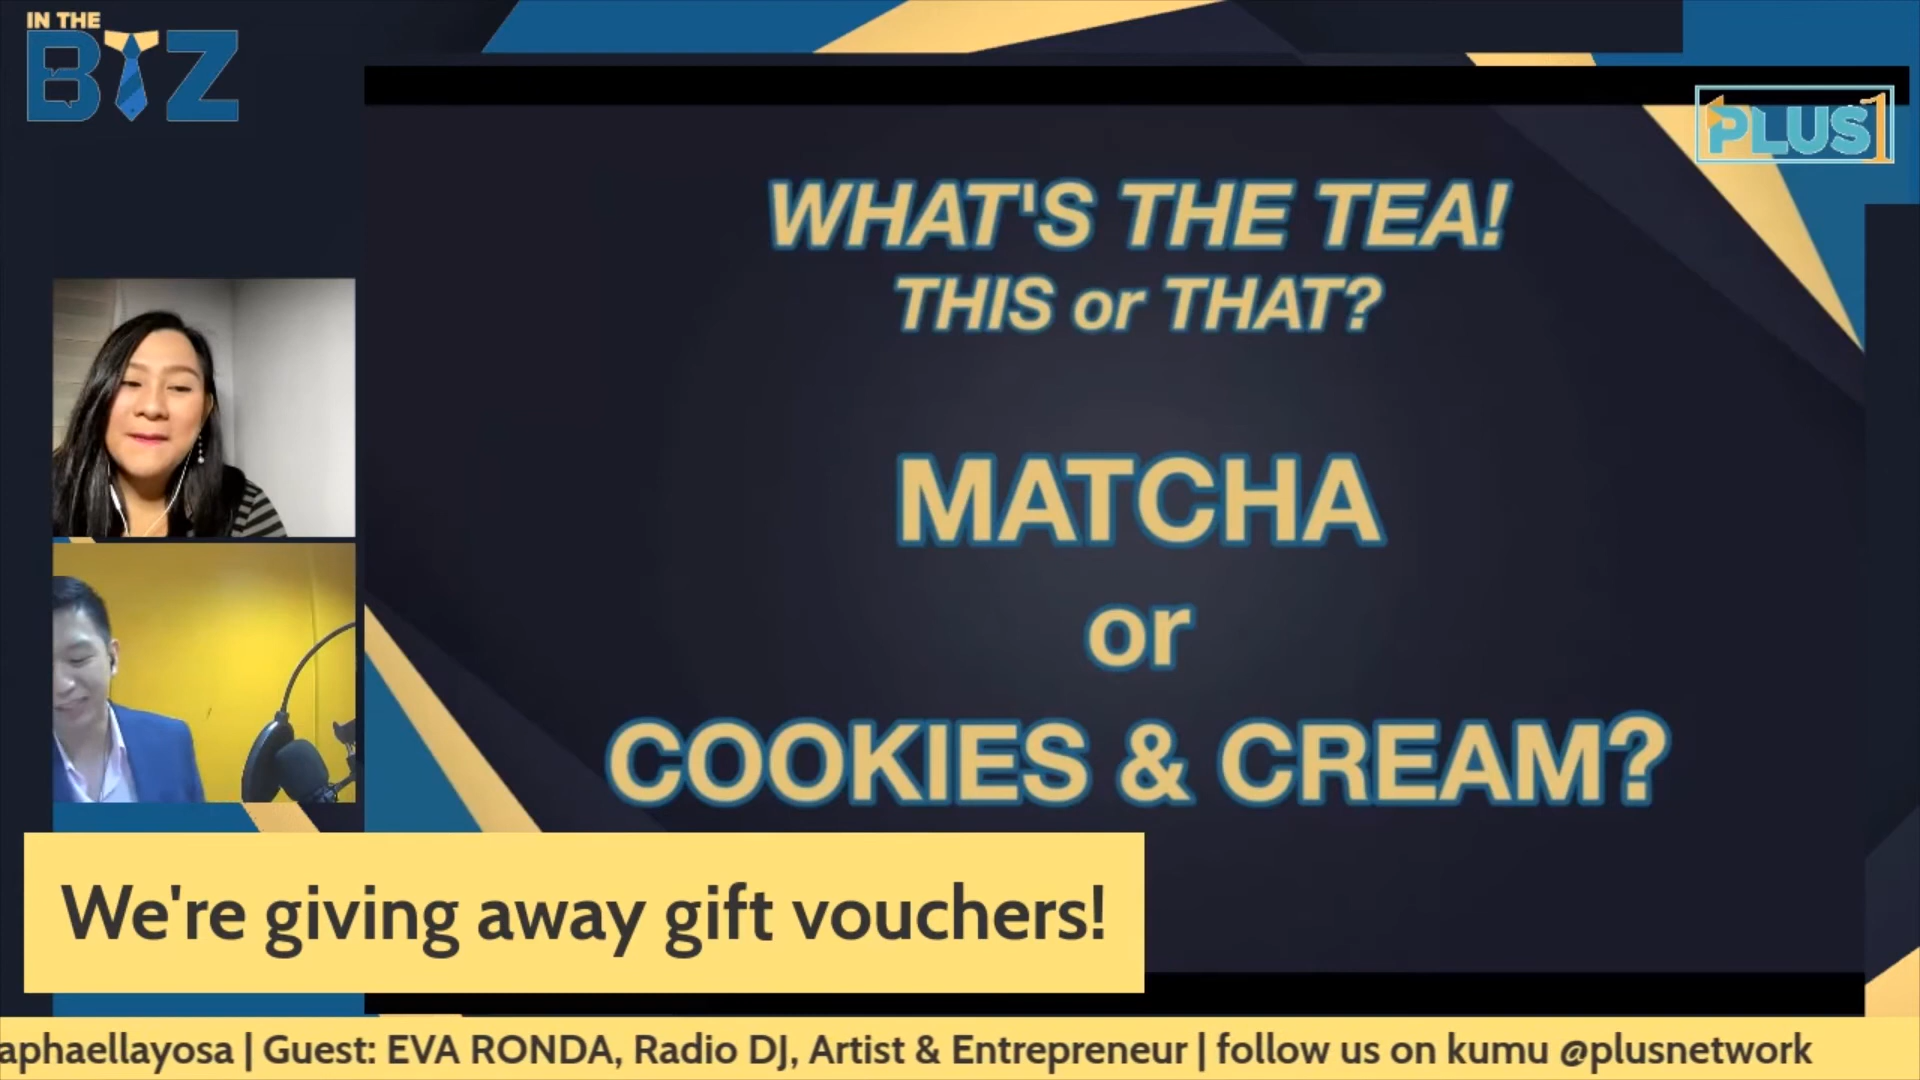 IN THE
BIZ
PLUS1
WHAT'S THE TEA!
THIS or THAT?
MATCHA
or
COOKIES & CREAM?
We're giving away gift vouchers!
aphaellayosa | Guest: EVA RONDA, Radio DJ, Artist & Entrepreneur | follow us on kumu @plusnetwork